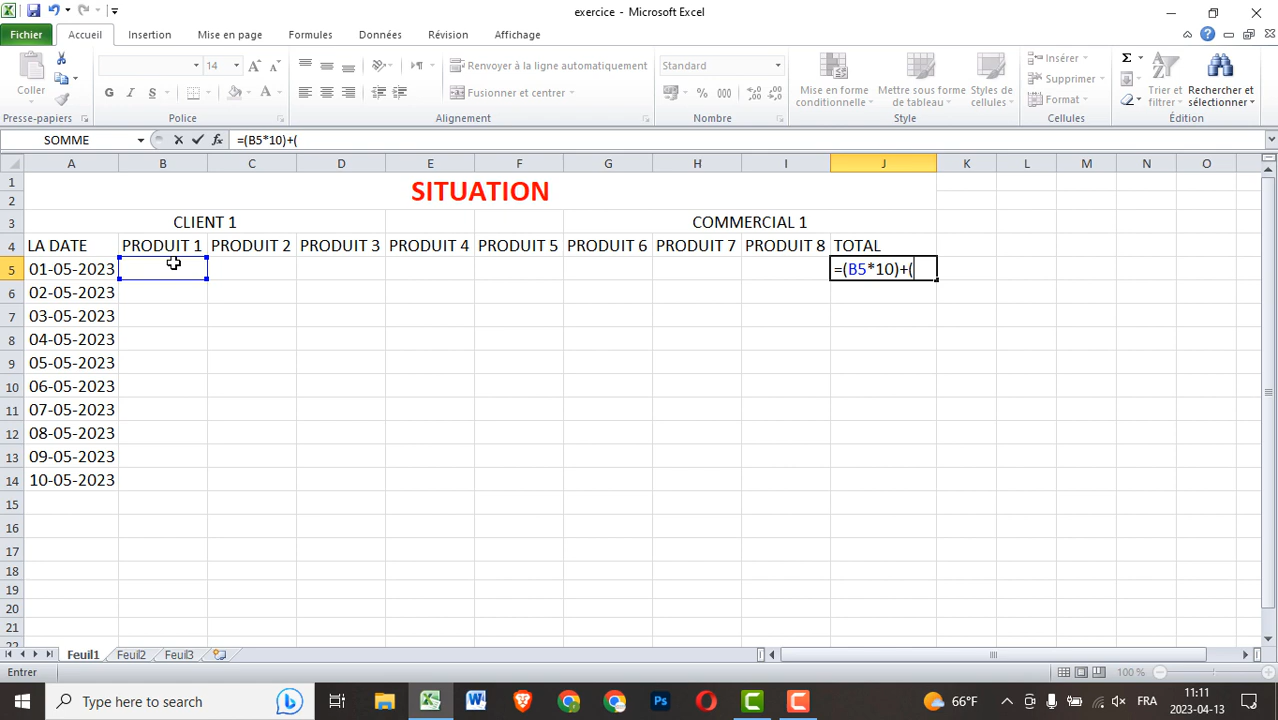 exercice - Microsoft Excel
Fichier Accueil Insertion Mise en page Formules Données Révision Affichage
Coller
14
Renvoyer à la ligne automatiquement
Standard
Mise en forme conditionnelle
Mettre sous forme de tableau
Styles de cellules
Insérer
Supprimer
Format
Trier et filtrer
Rechercher et sélectionner
G I S
Fusionner et centrer
% 000
Presse-papiers Police Alignement Nombre Style Cellules Édition
SOMME =(B5*10)+(
A B C D E F G H I J K L M N O
1 SITUATION
2
3 CLIENT 1 COMMERCIAL 1
4 LA DATE PRODUIT 1 PRODUIT 2 PRODUIT 3 PRODUIT 4 PRODUIT 5 PRODUIT 6 PRODUIT 7 PRODUIT 8 TOTAL
5 01-05-2023 =(B5*10)+(
6 02-05-2023
7 03-05-2023
8 04-05-2023
9 05-05-2023
10 06-05-2023
11 07-05-2023
12 08-05-2023
13 09-05-2023
14 10-05-2023
15
16
17
18
19
20
21
22
Feuil1 Feuil2 Feuil3
Entrer 100 %
Type here to search 66°F FRA 11:11
2023-04-13